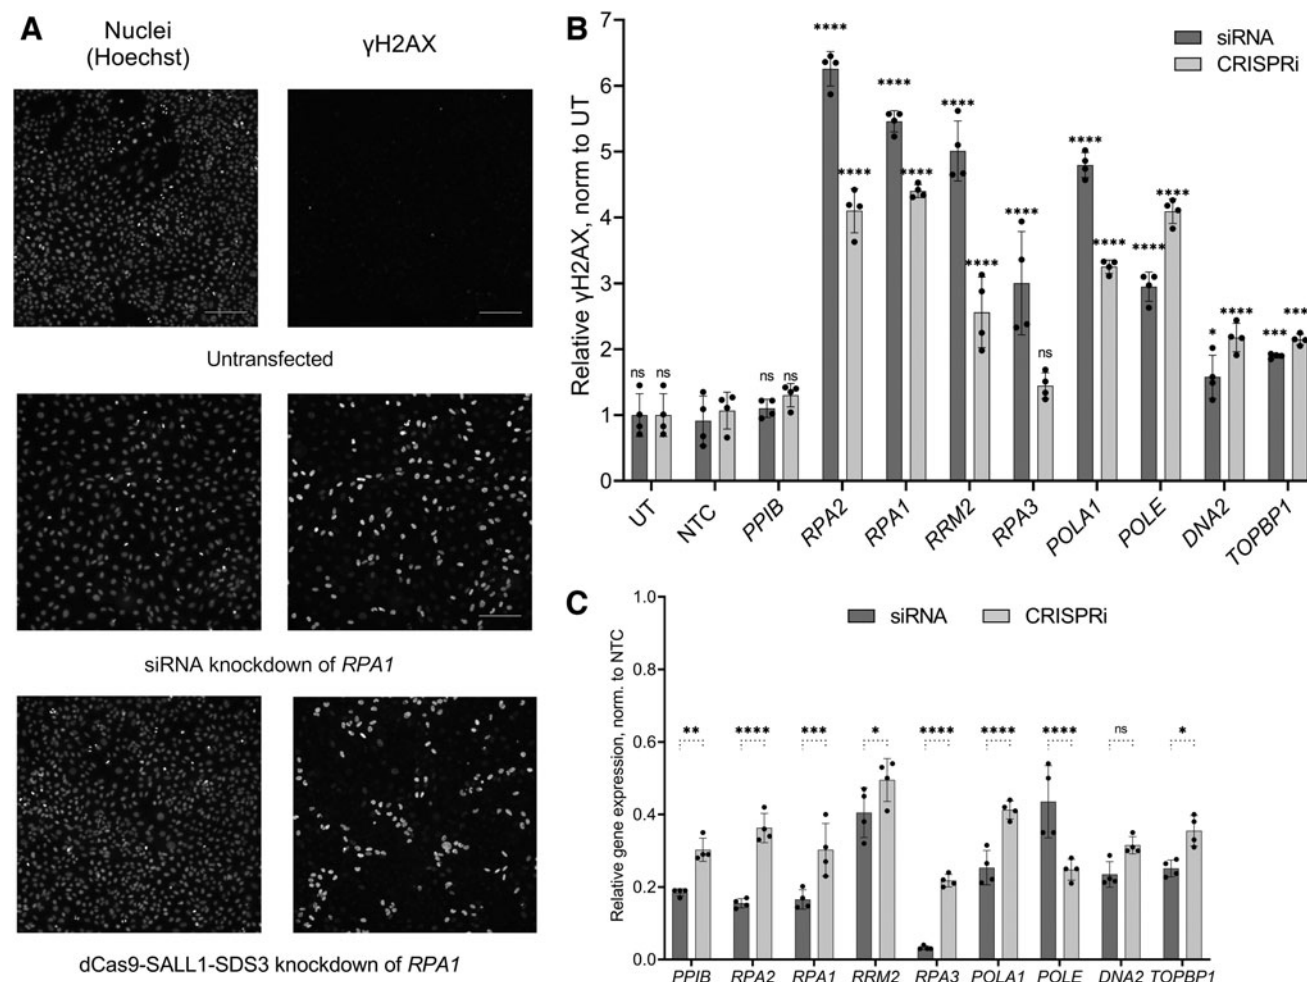 A
Nuclei
(Hoechst)
γH2AX
Untransfected
siRNA knockdown of RPA1
dCas9-SALL1-SDS3 knockdown of RPA1
B
Relative γH2AX, norm to UT
7
6
5
4
3
2
1
0
siRNA
CRISPRi
ns ns
ns ns
**** ****
**** ****
**** ****
**** ns
**** ****
**** ****
* ****
*** ***
UT NTC PPIB RPA2 RPA1 RRM2 RPA3 POLA1 POLE DNA2 TOPBP1
C
Relative gene expression, norm. to NTC
1.0
0.8
0.6
0.4
0.2
0.0
siRNA CRISPRi
** **** *** * **** **** **** ns *
PPIB RPA2 RPA1 RRM2 RPA3 POLA1 POLE DNA2 TOPBP1